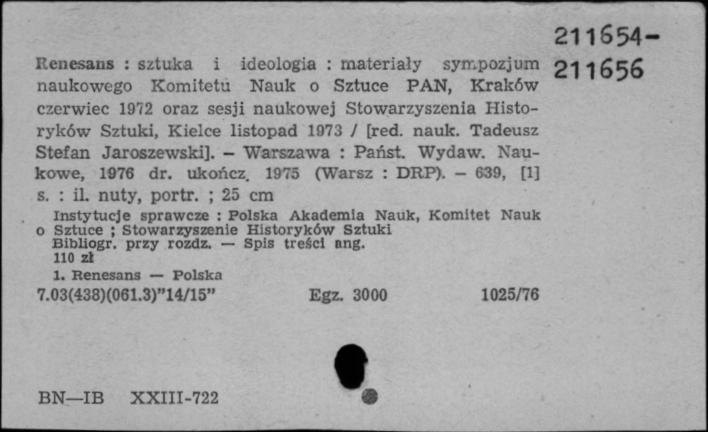 211654-
211656
Renesans : sztuka i ideologia : materiały sympozjum
naukowego Komitetu Nauk o Sztuce PAN, Kraków
czerwiec 1972 oraz sesji naukowej Stowarzyszenia Histo-
ryków Sztuki, Kielce listopad 1973 / [red. nauk. Tadeusz
Stefan Jaroszewski]. — Warszawa : Państ. Wydaw. Nau-
kowe, 1976 dr. ukończ. 1975 (Warsz : DRP). — 639, [1]
s. : il. nuty, portr. ; 25 cm
Instytucje sprawcze : Polska Akademia Nauk, Komitet Nauk
o Sztuce ; Stowarzyszenie Historyków Sztuki
Bibliogr. przy rozdz. — Spis treści ang.
110 zł
1. Renesans — Polska
7.03(438)(061.3)"14/15" Egz. 3000 1025/76
BN—IB XXIII-722